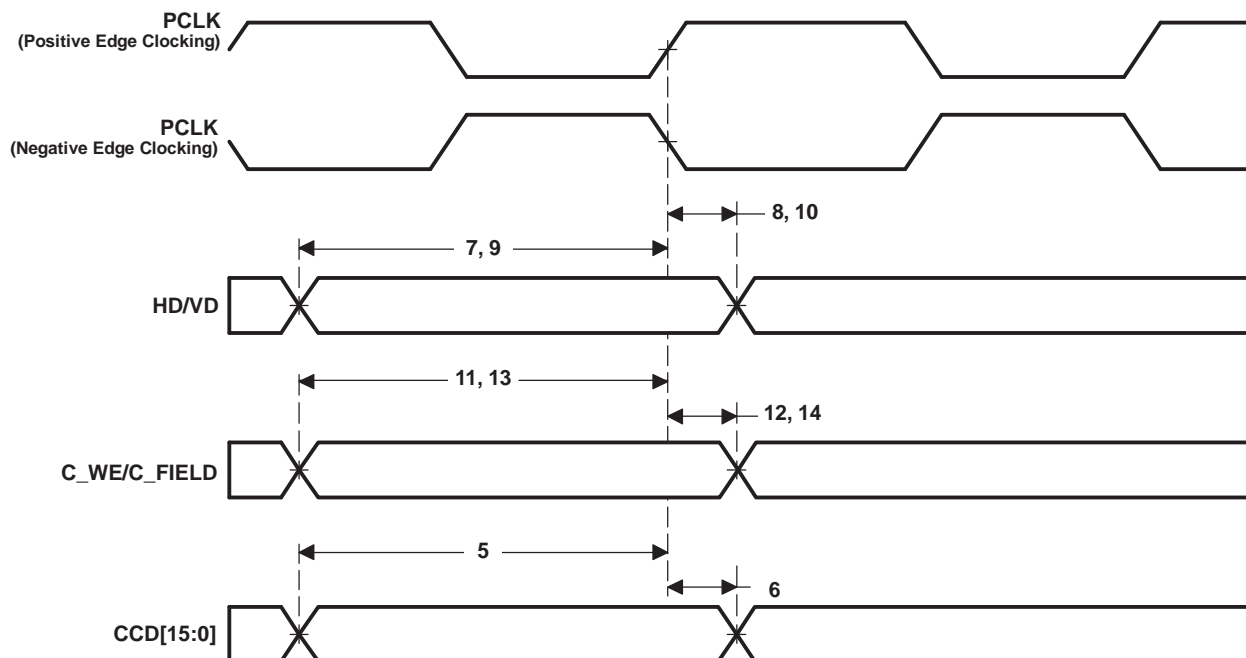 PCLK
(Positive Edge Clocking)
PCLK
(Negative Edge Clocking)
8, 10
7, 9
HD/VD
11, 13
12, 14
C_WE/C_FIELD
5
6
CCD[15:0]